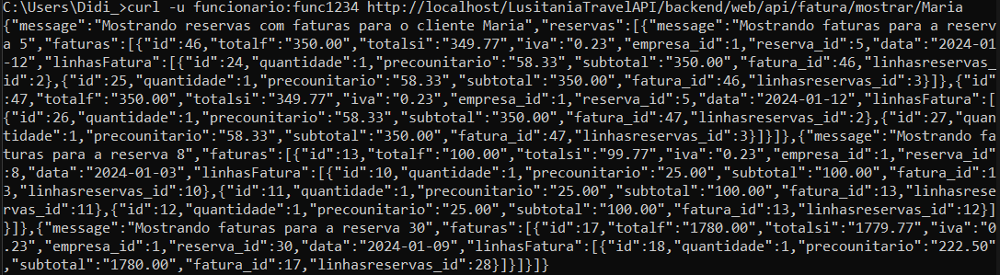 C:\Users\Didi_>curl -u funcionario:func1234 http://localhost/LusitaniaTravelAPI/backend/web/api/fatura/mostrar/Maria
{"message":"Mostrando reservas com faturas para o cliente Maria","reservas":[{"message":"Mostrando faturas para a reserv
a 5","faturas":[{"id":46,"totalf":"350.00","totalsi":"349.77","iva":"0.23","empresa_id":1,"reserva_id":5,"data":"2024-01
-12","linhasFatura":[{"id":24,"quantidade":1,"precounitario":"58.33","subtotal":"350.00","fatura_id":46,"linhasreservas_
id":2},{"id":25,"quantidade":1,"precounitario":"58.33","subtotal":"350.00","fatura_id":46,"linhasreservas_id":3}]},{"id"
:47,"totalf":"350.00","totalsi":"349.77","iva":"0.23","empresa_id":1,"reserva_id":5,"data":"2024-01-12","linhasFatura":[
{"id":26,"quantidade":1,"precounitario":"58.33","subtotal":"350.00","fatura_id":47,"linhasreservas_id":2},{"id":27,"quan
tidade":1,"precounitario":"58.33","subtotal":"350.00","fatura_id":47,"linhasreservas_id":3}]}]},{"message":"Mostrando fa
turas para a reserva 8","faturas":[{"id":13,"totalf":"100.00","totalsi":"99.77","iva":"0.23","empresa_id":1,"reserva_id"
:8,"data":"2024-01-03","linhasFatura":[{"id":10,"quantidade":1,"precounitario":"25.00","subtotal":"100.00","fatura_id":1
3,"linhasreservas_id":10},{"id":11,"quantidade":1,"precounitario":"25.00","subtotal":"100.00","fatura_id":13,"linhasrese
rvas_id":11},{"id":12,"quantidade":1,"precounitario":"25.00","subtotal":"100.00","fatura_id":13,"linhasreservas_id":12}]
}]},{"message":"Mostrando faturas para a reserva 30","faturas":[{"id":17,"totalf":"1780.00","totalsi":"1779.77","iva":"0
.23","empresa_id":1,"reserva_id":30,"data":"2024-01-09","linhasFatura":[{"id":18,"quantidade":1,"precounitario":"222.50"
,"subtotal":"1780.00","fatura_id":17,"linhasreservas_id":28}]}]}]}